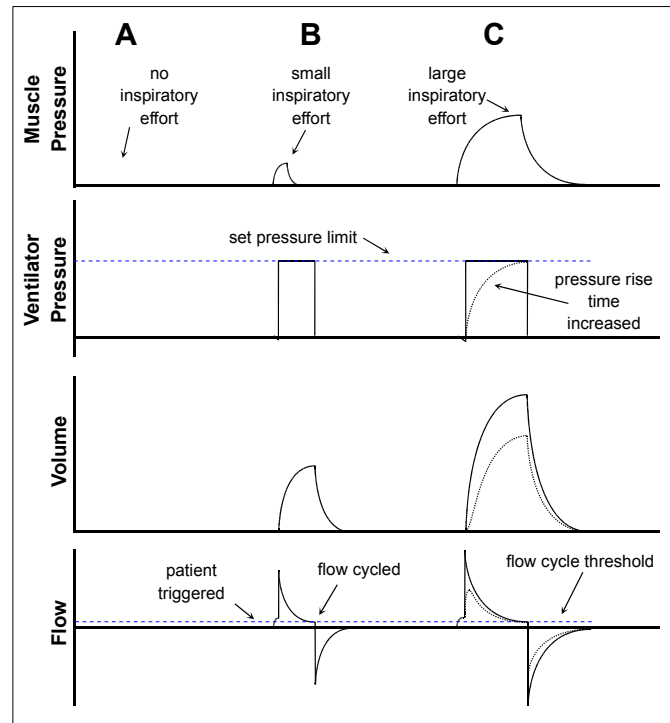 A
B
C
no
inspiratory
effort
small
inspiratory
effort
large
inspiratory
effort
Muscle
Pressure
set pressure limit
pressure rise
time
increased
Ventilator
Pressure
Volume
patient
triggered
flow cycled
flow cycle threshold
Flow